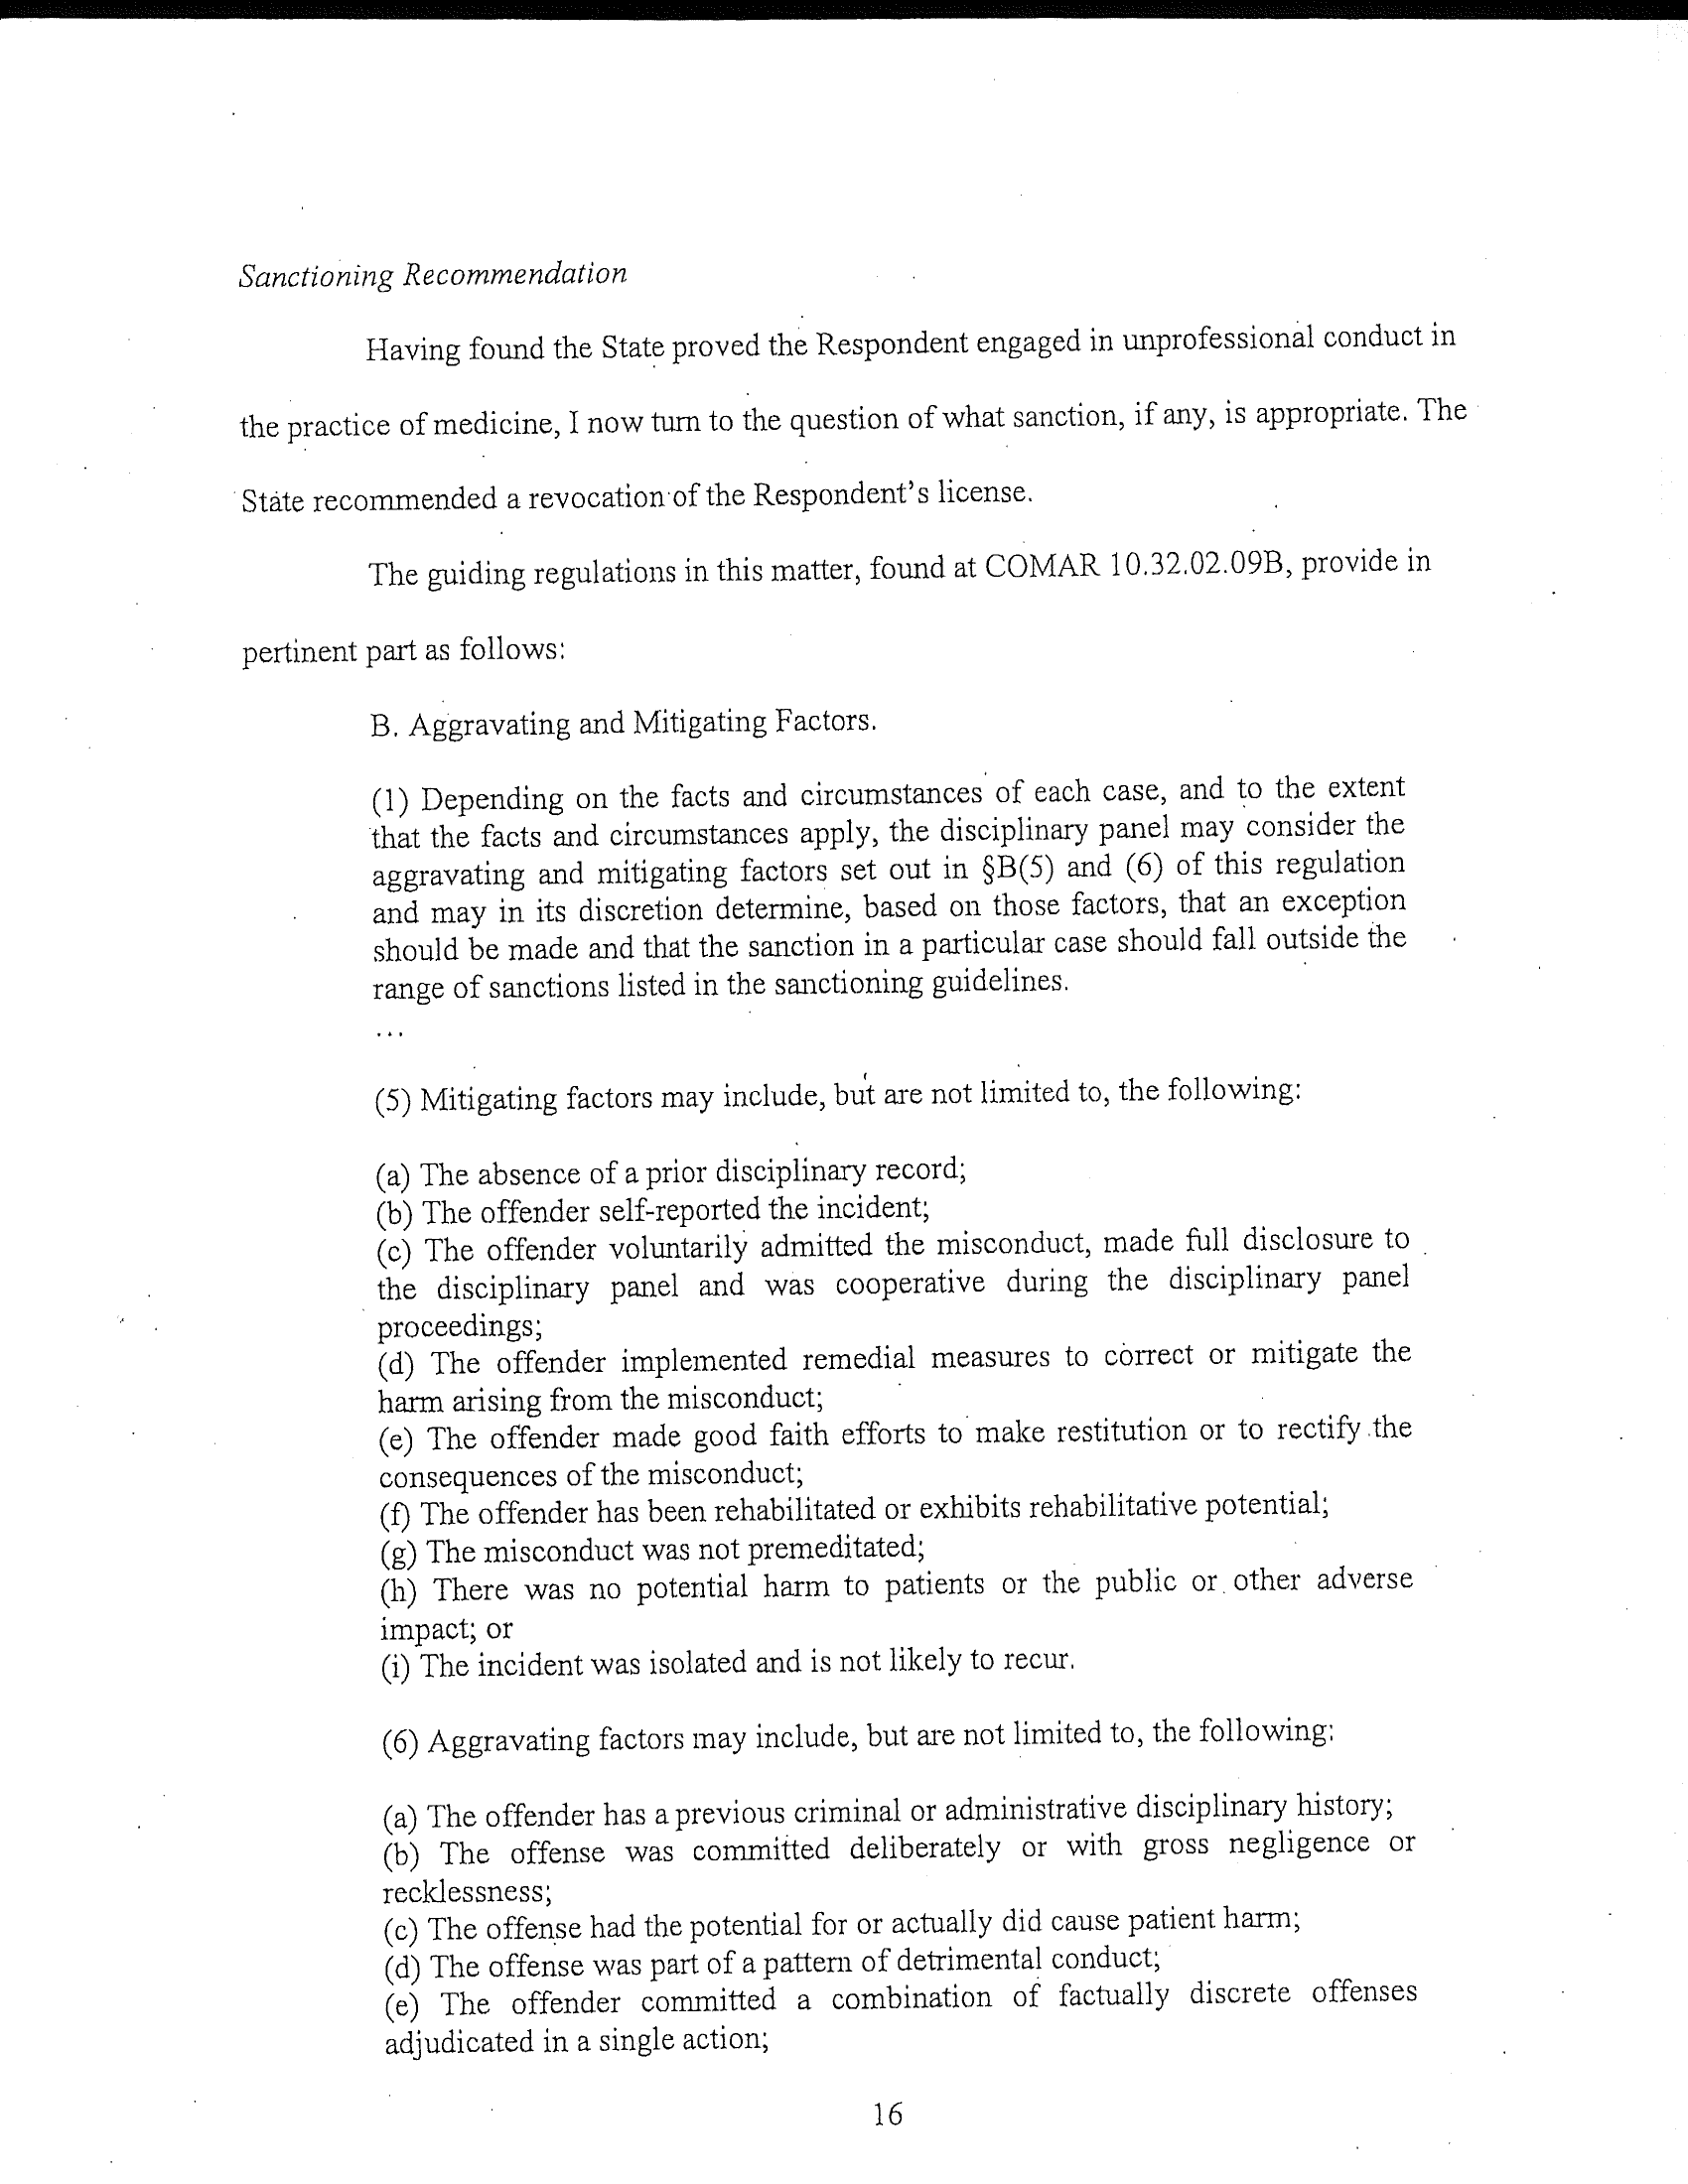 Sanctioning Recommendation
Having found the State proved the Respondent engaged in unprofessional conduct in
the practice of medicine, I now turn to the question of what sanction, if any, is appropriate. The
State recommended a revocation of the Respondent's license.
The guiding regulations in this matter, found at COMAR 10.32.02.09B, provide in
pertinent part as follows:
B. Aggravating and Mitigating Factors.
(1) Depending on the facts and circumstances of each case, and to the extent
that the facts and circumstances apply, the disciplinary panel may consider the
aggravating and mitigating factors set out in §B(5) and (6) of this regulation
and may in its discretion determine, based on those factors, that an exception
should be made and that the sanction in a particular case should fall outside the
range of sanctions listed in the sanctioning guidelines.
...
(5) Mitigating factors may include, but are not limited to, the following:
(a) The absence of a prior disciplinary record;
(b) The offender self-reported the incident;
(c) The offender voluntarily admitted the misconduct, made full disclosure to
the disciplinary panel and was cooperative during the disciplinary panel
proceedings;
(d) The offender implemented remedial measures to correct or mitigate the
harm arising from the misconduct;
(e) The offender made good faith efforts to make restitution or to rectify the
consequences of the misconduct;
(f) The offender has been rehabilitated or exhibits rehabilitative potential;
(g) The misconduct was not premeditated;
(h) There was no potential harm to patients or the public or other adverse
impact; or
(i) The incident was isolated and is not likely to recur.
(6) Aggravating factors may include, but are not limited to, the following:
(a) The offender has a previous criminal or administrative disciplinary history;
(b) The offense was committed deliberately or with gross negligence or
recklessness;
(c) The offense had the potential for or actually did cause patient harm;
(d) The offense was part of a pattern of detrimental conduct;
(e) The offender committed a combination of factually discrete offenses
adjudicated in a single action;
16